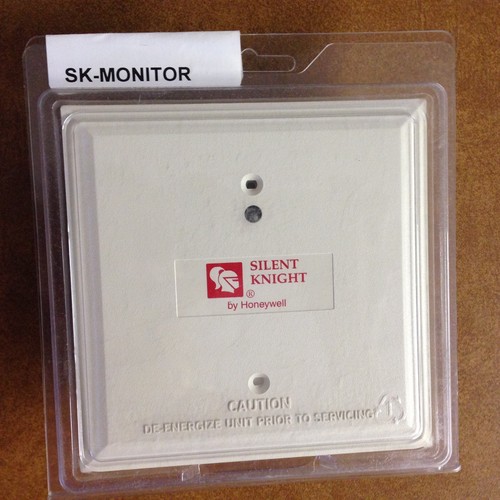 SK-MONITOR
SILENT
KNIGHT
®
by Honeywell
CAUTION
DE-ENERGIZE UNIT PRIOR TO SERVICING